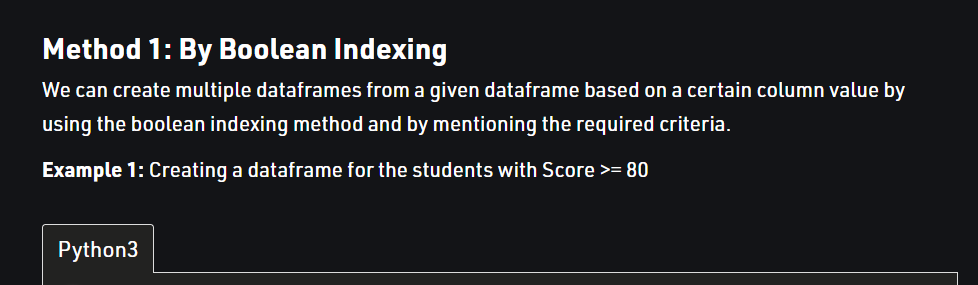 Method 1: By Boolean Indexing
We can create multiple dataframes from a given dataframe based on a certain column value by
using the boolean indexing method and by mentioning the required criteria.
Example 1: Creating a dataframe for the students with Score >= 80
Python3